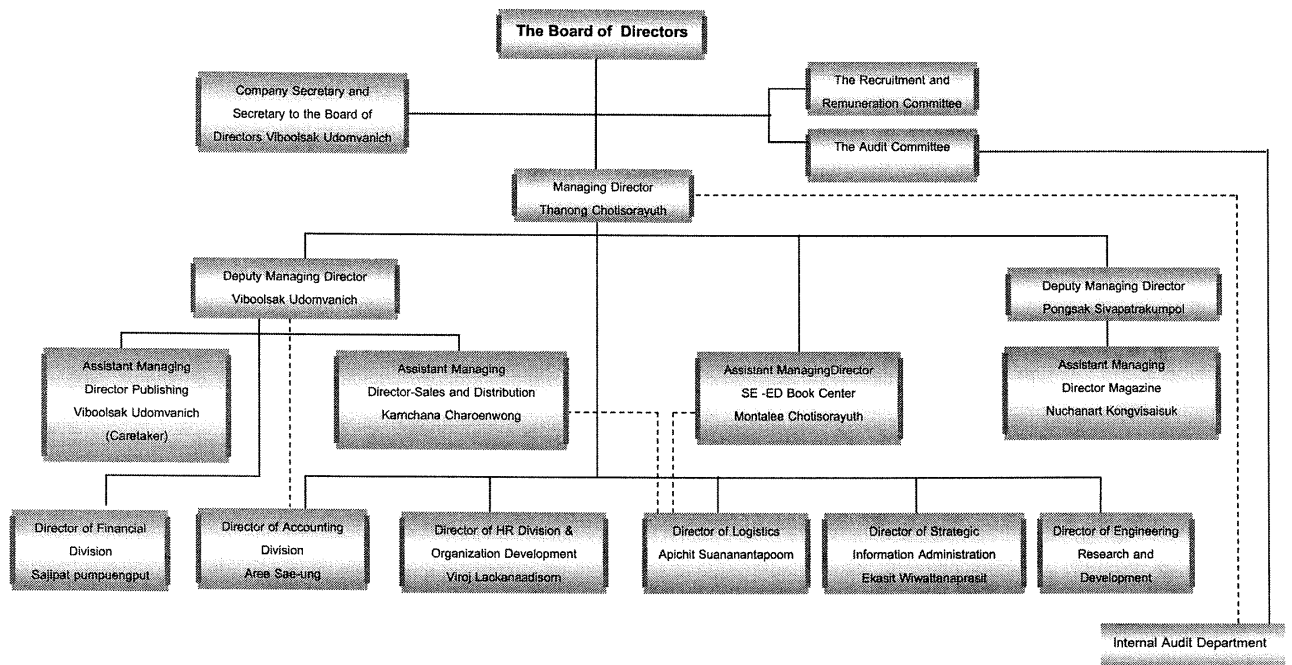 The Board of Directors
Company Secretary and
Secretary to the Board of
Directors Viboolsak Udomvanich
The Recruitment and
Remuneration Committee
The Audit Committee
Managing Director
Thanong Chotisorayuth
Deputy Managing Director
Viboolsak Udomvanich
Deputy Managing Director
Pongsak Sivapatrakumpol
Assistant Managing
Director Publishing
Viboolsak Udomvanich
(Caretaker)
Assistant Managing
Director-Sales and Distribution
Kamchana Charoenwong
Assistant ManagingDirector
SE -ED Book Center
Montalee Chotisorayuth
Assistant Managing
Director Magazine
Nuchanart Kongvisaisuk
Director of Financial
Division
Sajipat pumpuengput
Director of Accounting
Division
Aree Sae-ung
Director of HR Division &
Organization Development
Viroj Lackanaadisorn
Director of Logistics
Apichit Suananantapoom
Director of Strategic
Information Administration
Ekasit Wiwattanaprasit
Director of Engineering
Research and
Development
Internal Audit Department